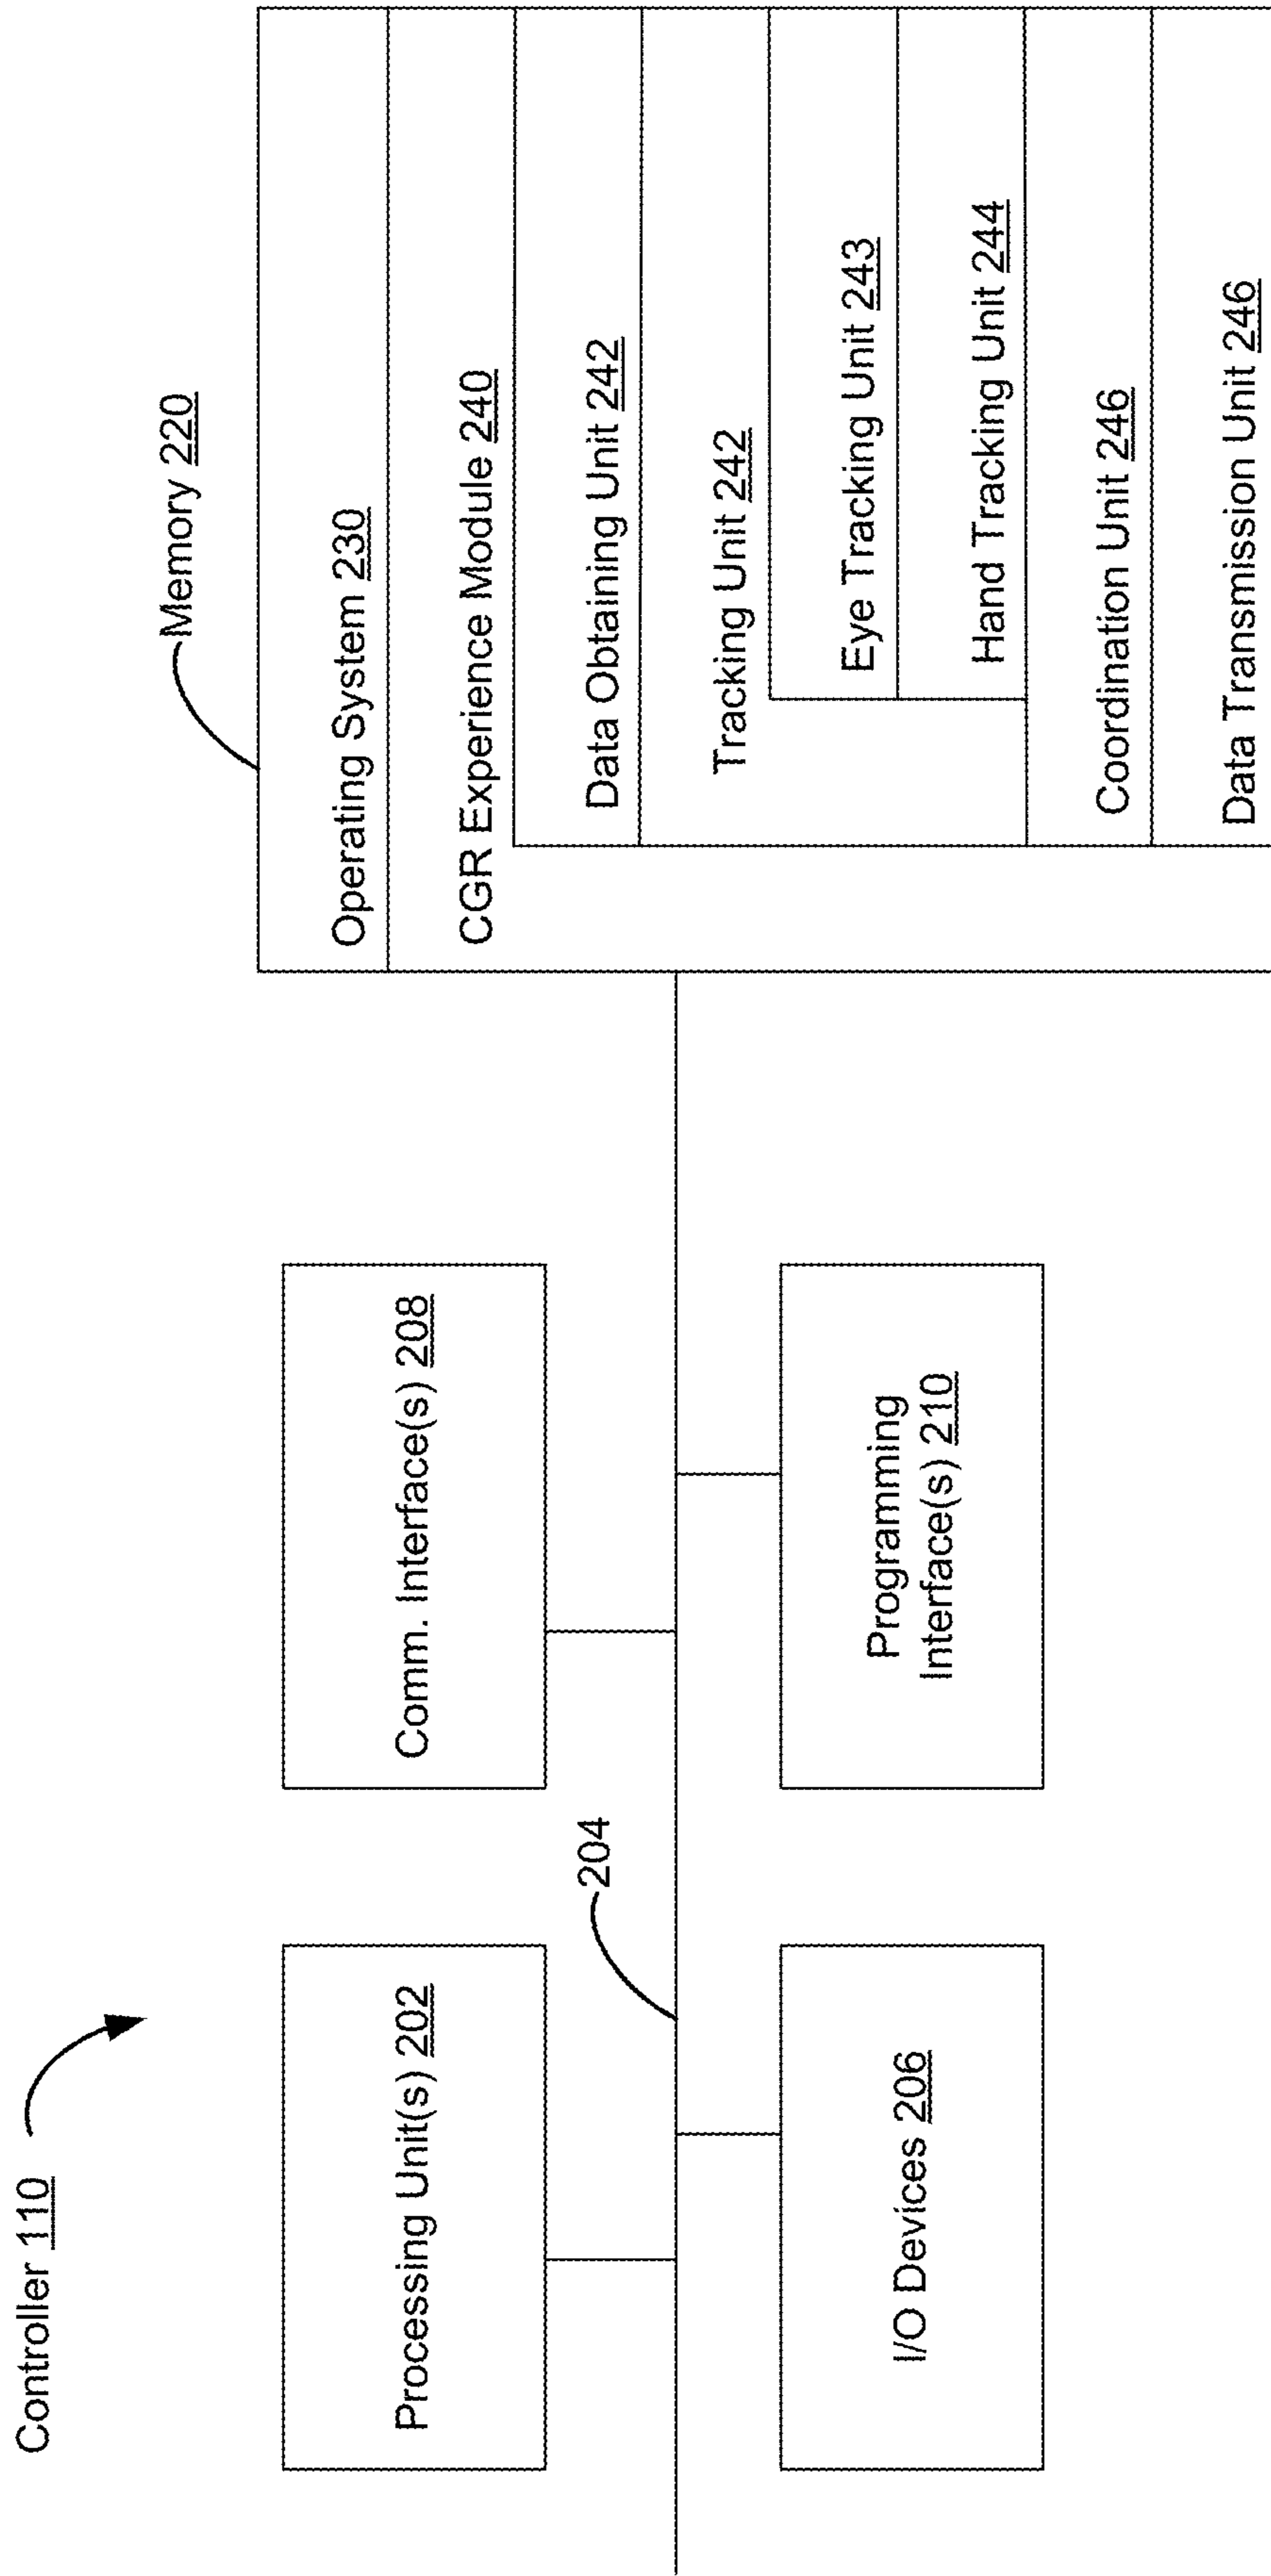 Controller 110
Memory 220
Processing Unit(s) 202
Comm. Interface(s) 208
204
I/O Devices 206
Programming
Interface(s) 210
Operating System 230
CGR Experience Module 240
Data Obtaining Unit 242
Tracking Unit 242
Eye Tracking Unit 243
Hand Tracking Unit 244
Coordination Unit 246
Data Transmission Unit 246